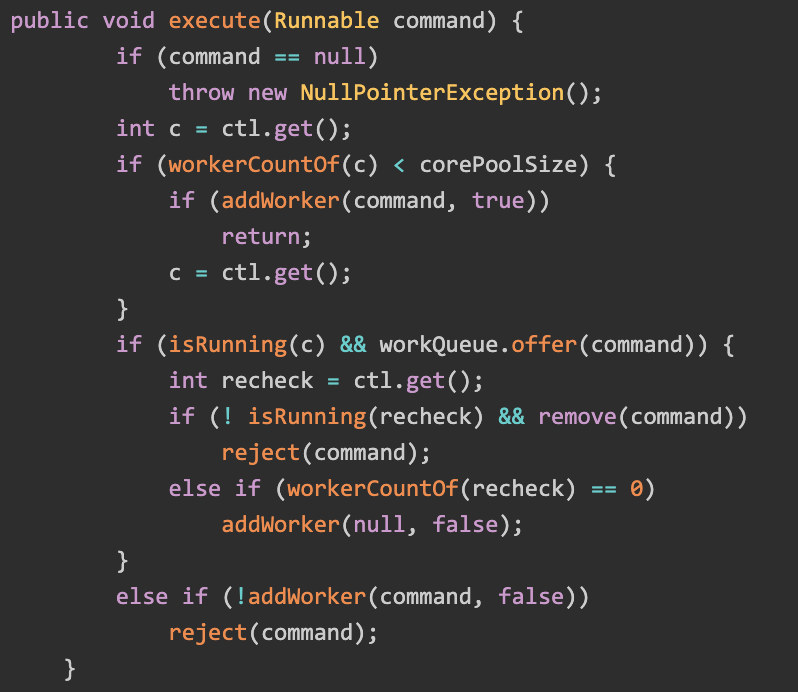 public void execute(Runnable command) {
        if (command == null)
            throw new NullPointerException();
        int c = ctl.get();
        if (workerCountOf(c) < corePoolSize) {
            if (addWorker(command, true))
                return;
            c = ctl.get();
        }
        if (isRunning(c) && workQueue.offer(command)) {
            int recheck = ctl.get();
            if (! isRunning(recheck) && remove(command))
                reject(command);
            else if (workerCountOf(recheck) == 0)
                addWorker(null, false);
        }
        else if (!addWorker(command, false))
            reject(command);
    }